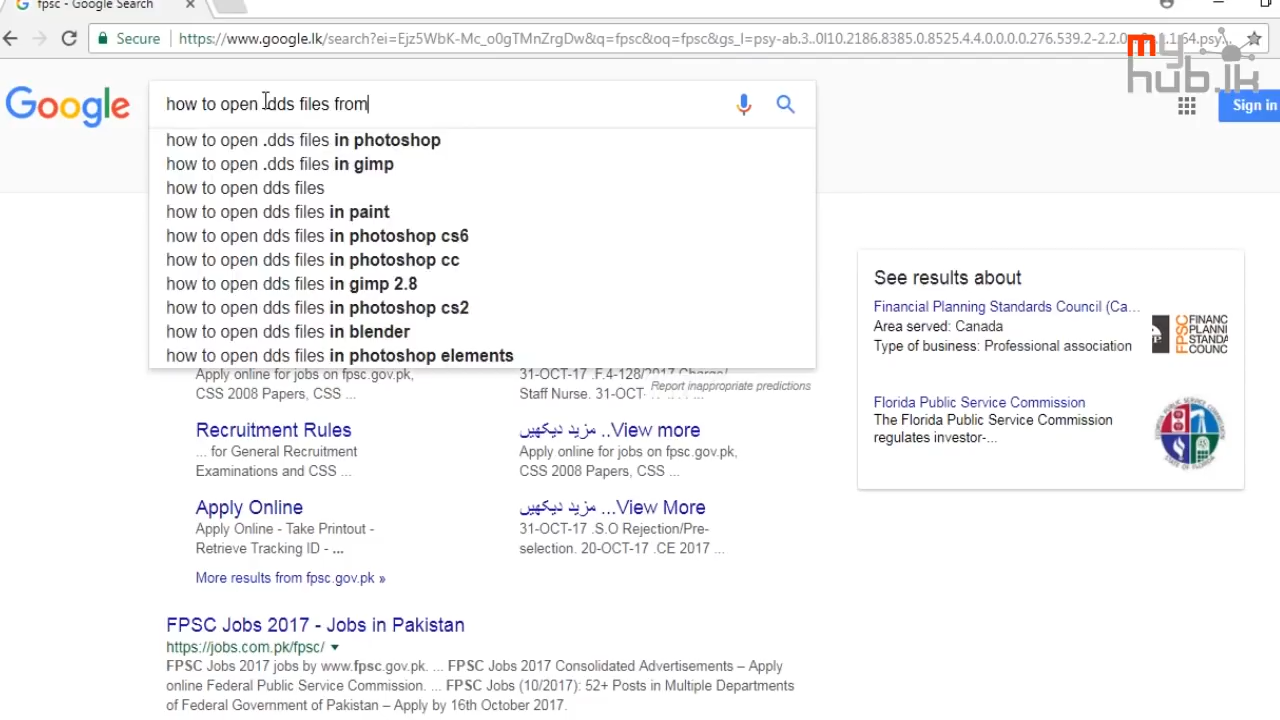 fpsc - Google Search
Secure
https://www.google.lk/search?ei=Ejz5WbK-Mc_o0gTMnZrgDw&q=fpsc&oq=fpsc&gs_l=psy-ab.3..0l10.2186.8385.0.8525.4.4.0.0.0.0.276.539.2-2.2.0
1.64.psy
myhub.lk
Google
how to open .dds files from
Sign in
how to open .dds files in photoshop
how to open .dds files in gimp
how to open dds files
how to open dds files in paint
how to open dds files in photoshop cs6
how to open dds files in photoshop cc
how to open dds files in gimp 2.8
how to open dds files in photoshop cs2
how to open dds files in blender
how to open dds files in photoshop elements
Report inappropriate predictions
Apply online for jobs on fpsc.gov.pk,
CSS 2008 Papers, CSS ...
31-OCT-17 .F.4-128/2017
Staff Nurse. 31-OCT-
Recruitment Rules
... for General Recruitment
Examinations and CSS ...
مزید دیکھیں ..View more
Apply online for jobs on fpsc.gov.pk,
CSS 2008 Papers, CSS ...
Apply Online
Apply Online - Take Printout -
Retrieve Tracking ID - ...
مزید دیکھیں ...View More
31-OCT-17 .S.O Rejection/Pre-
selection. 20-OCT-17 .CE 2017 ...
More results from fpsc.gov.pk »
FPSC Jobs 2017 - Jobs in Pakistan
https://jobs.com.pk/fpsc/
FPSC Jobs 2017 jobs by www.fpsc.gov.pk. ... FPSC Jobs 2017 Consolidated Advertisements – Apply
online Federal Public Service Commission. ... FPSC Jobs (10/2017): 52+ Posts in Multiple Departments
of Federal Government of Pakistan – Apply by 16th October 2017.
See results about
Financial Planning Standards Council (Ca...
Area served: Canada
Type of business: Professional association
FPSC
FINANC
PLANNI
STANDA
COUNC
Florida Public Service Commission
The Florida Public Service Commission
regulates investor-...